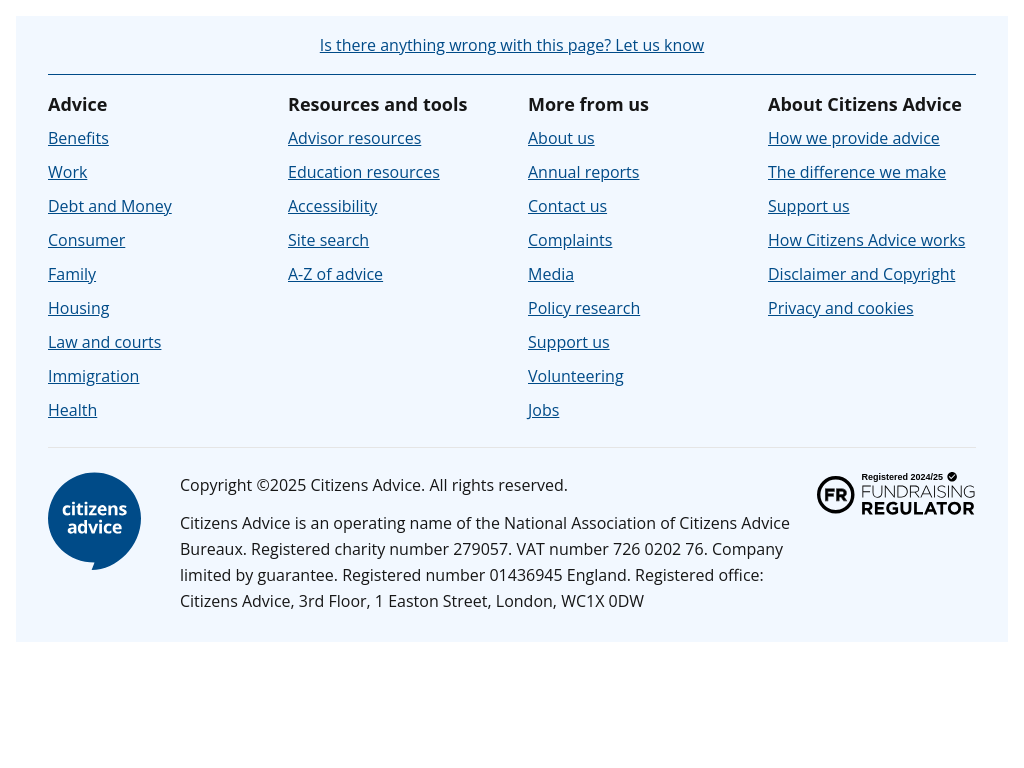 Is there anything wrong with this page? Let us know
Advice
Benefits
Work
Debt and Money
Consumer
Family
Housing
Law and courts
Immigration
Health
Resources and tools
Advisor resources
Education resources
Accessibility
Site search
A-Z of advice
More from us
About us
Annual reports
Contact us
Complaints
Media
Policy research
Support us
Volunteering
Jobs
About Citizens Advice
How we provide advice
The difference we make
Support us
How Citizens Advice works
Disclaimer and Copyright
Privacy and cookies
citizens
advice
Copyright ©2025 Citizens Advice. All rights reserved.
Citizens Advice is an operating name of the National Association of Citizens Advice
Bureaux. Registered charity number 279057. VAT number 726 0202 76. Company
limited by guarantee. Registered number 01436945 England. Registered office:
Citizens Advice, 3rd Floor, 1 Easton Street, London, WC1X 0DW
Registered 2024/25
FR
FUNDRAISING
REGULATOR